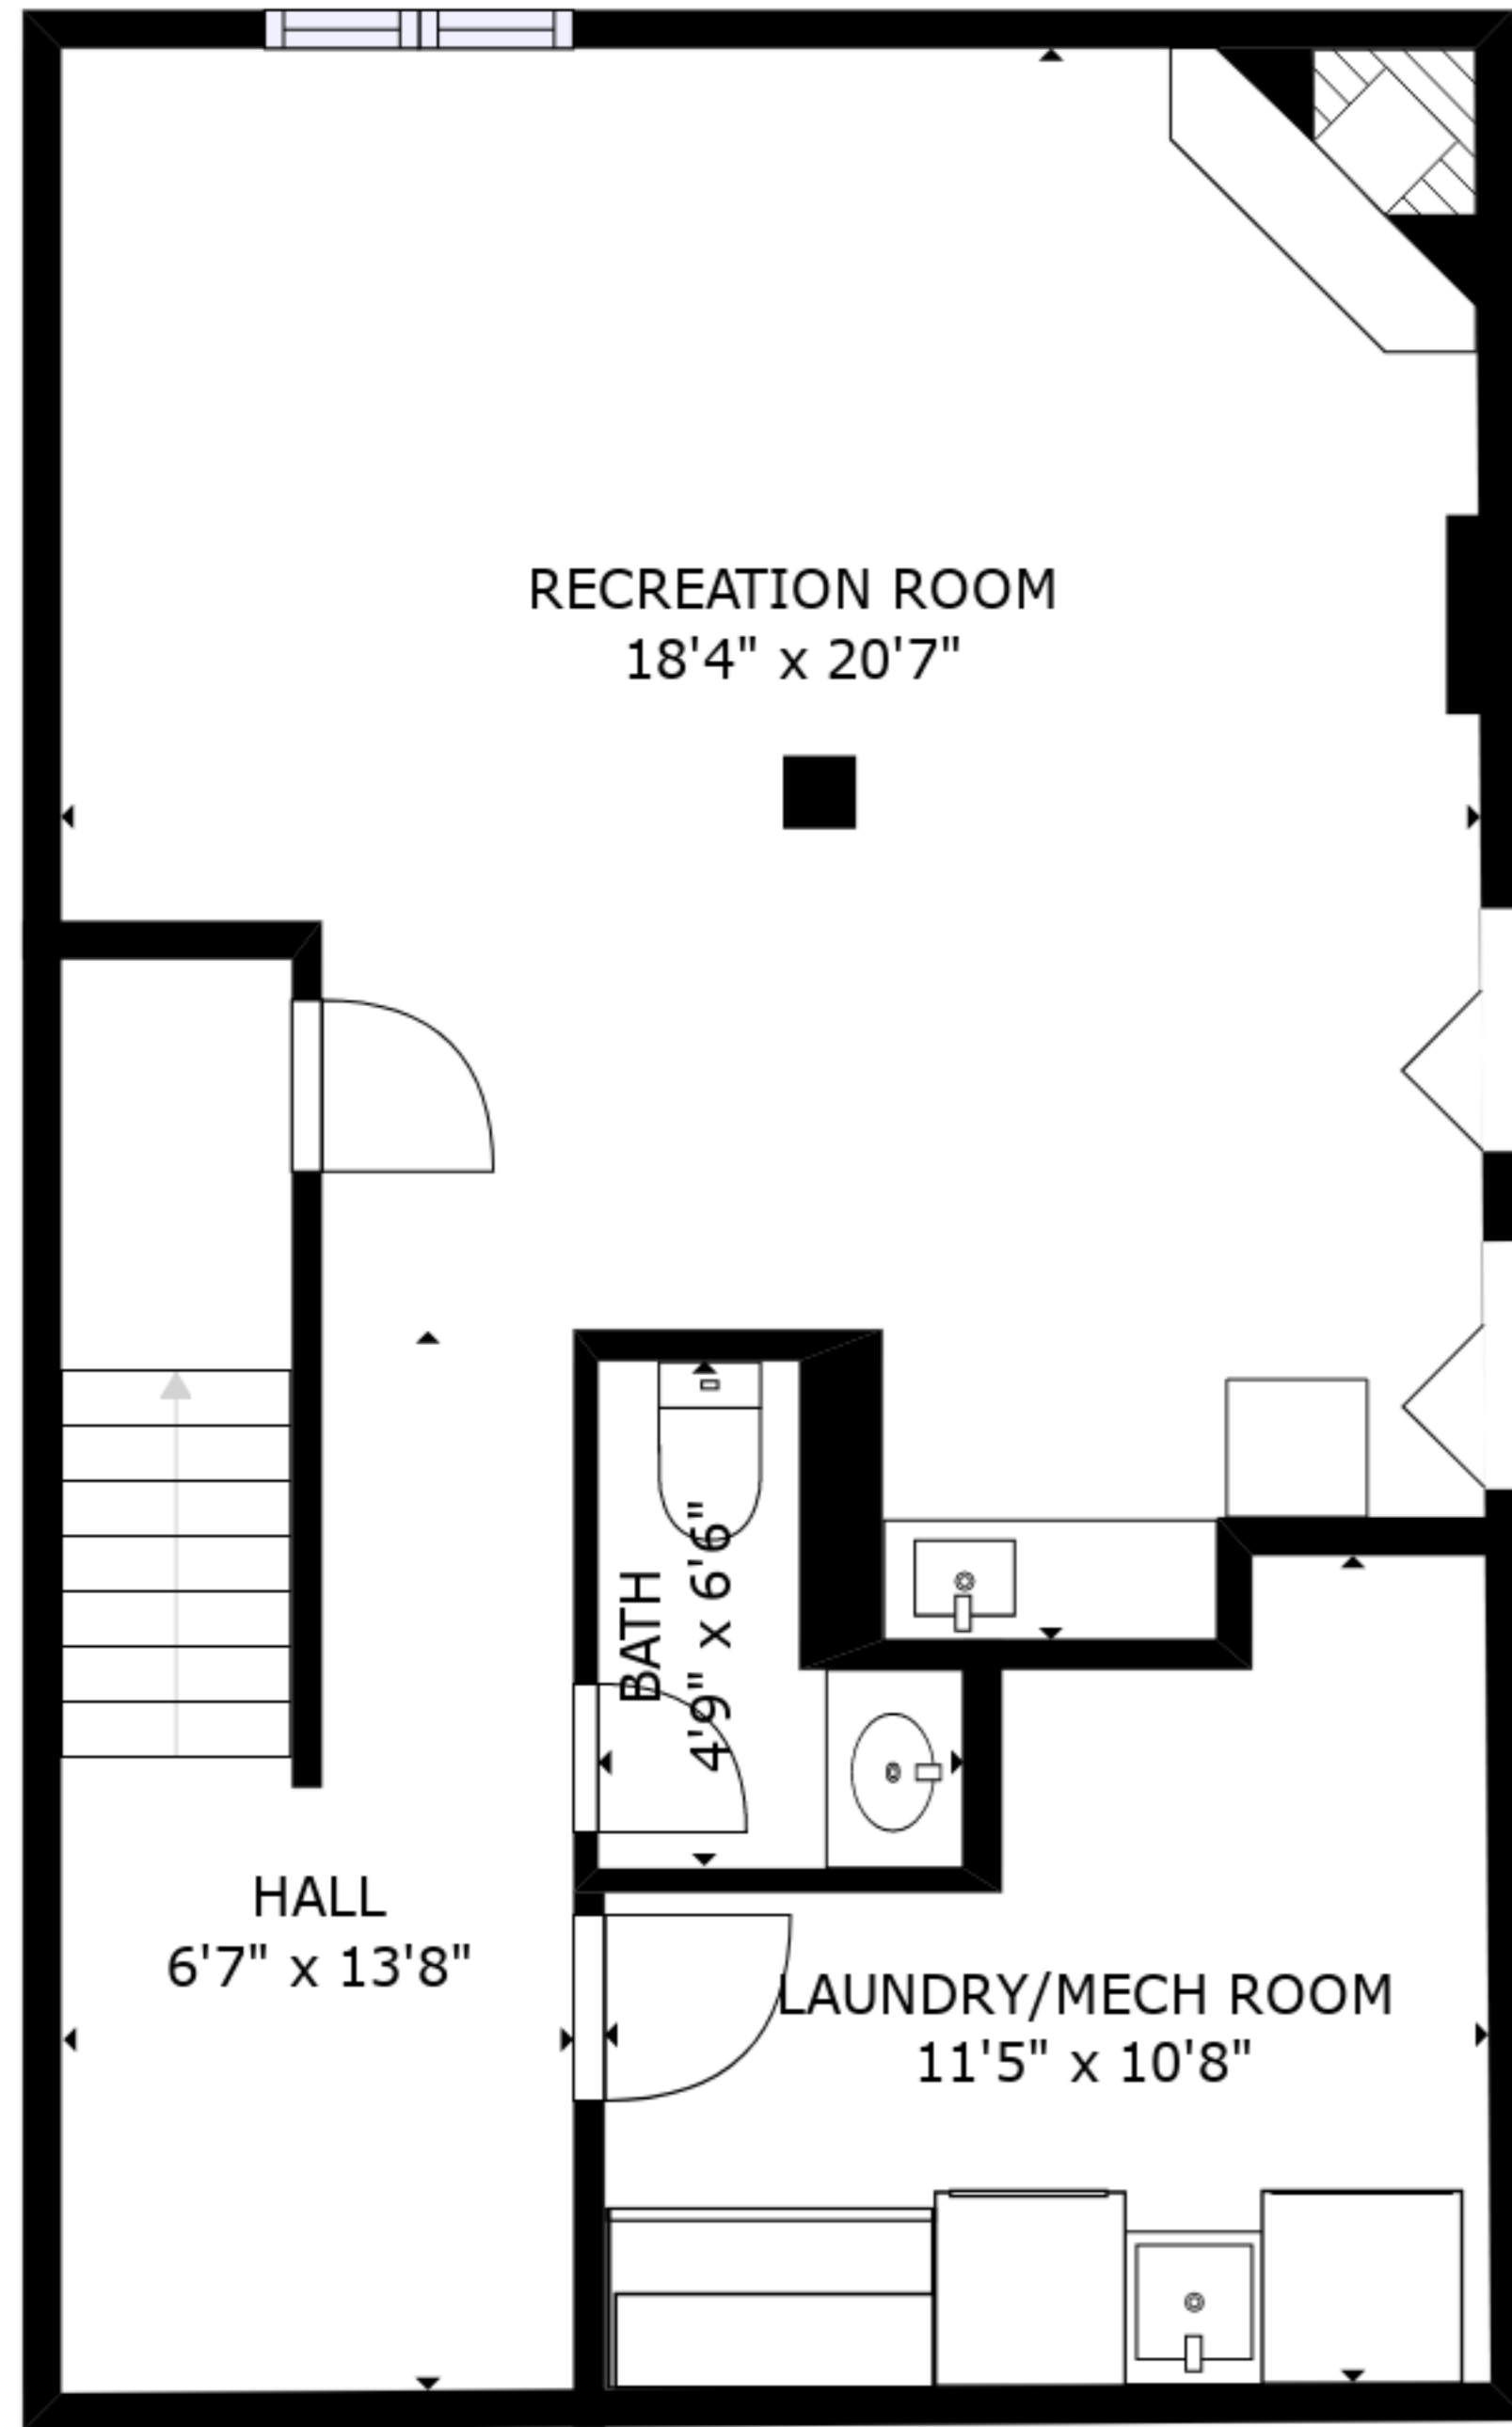 RECREATION ROOM
18'4" x 20'7"
BATH
4'9" x 6'6"
HALL
6'7" x 13'8"
LAUNDRY/MECH ROOM
11'5" x 10'8"